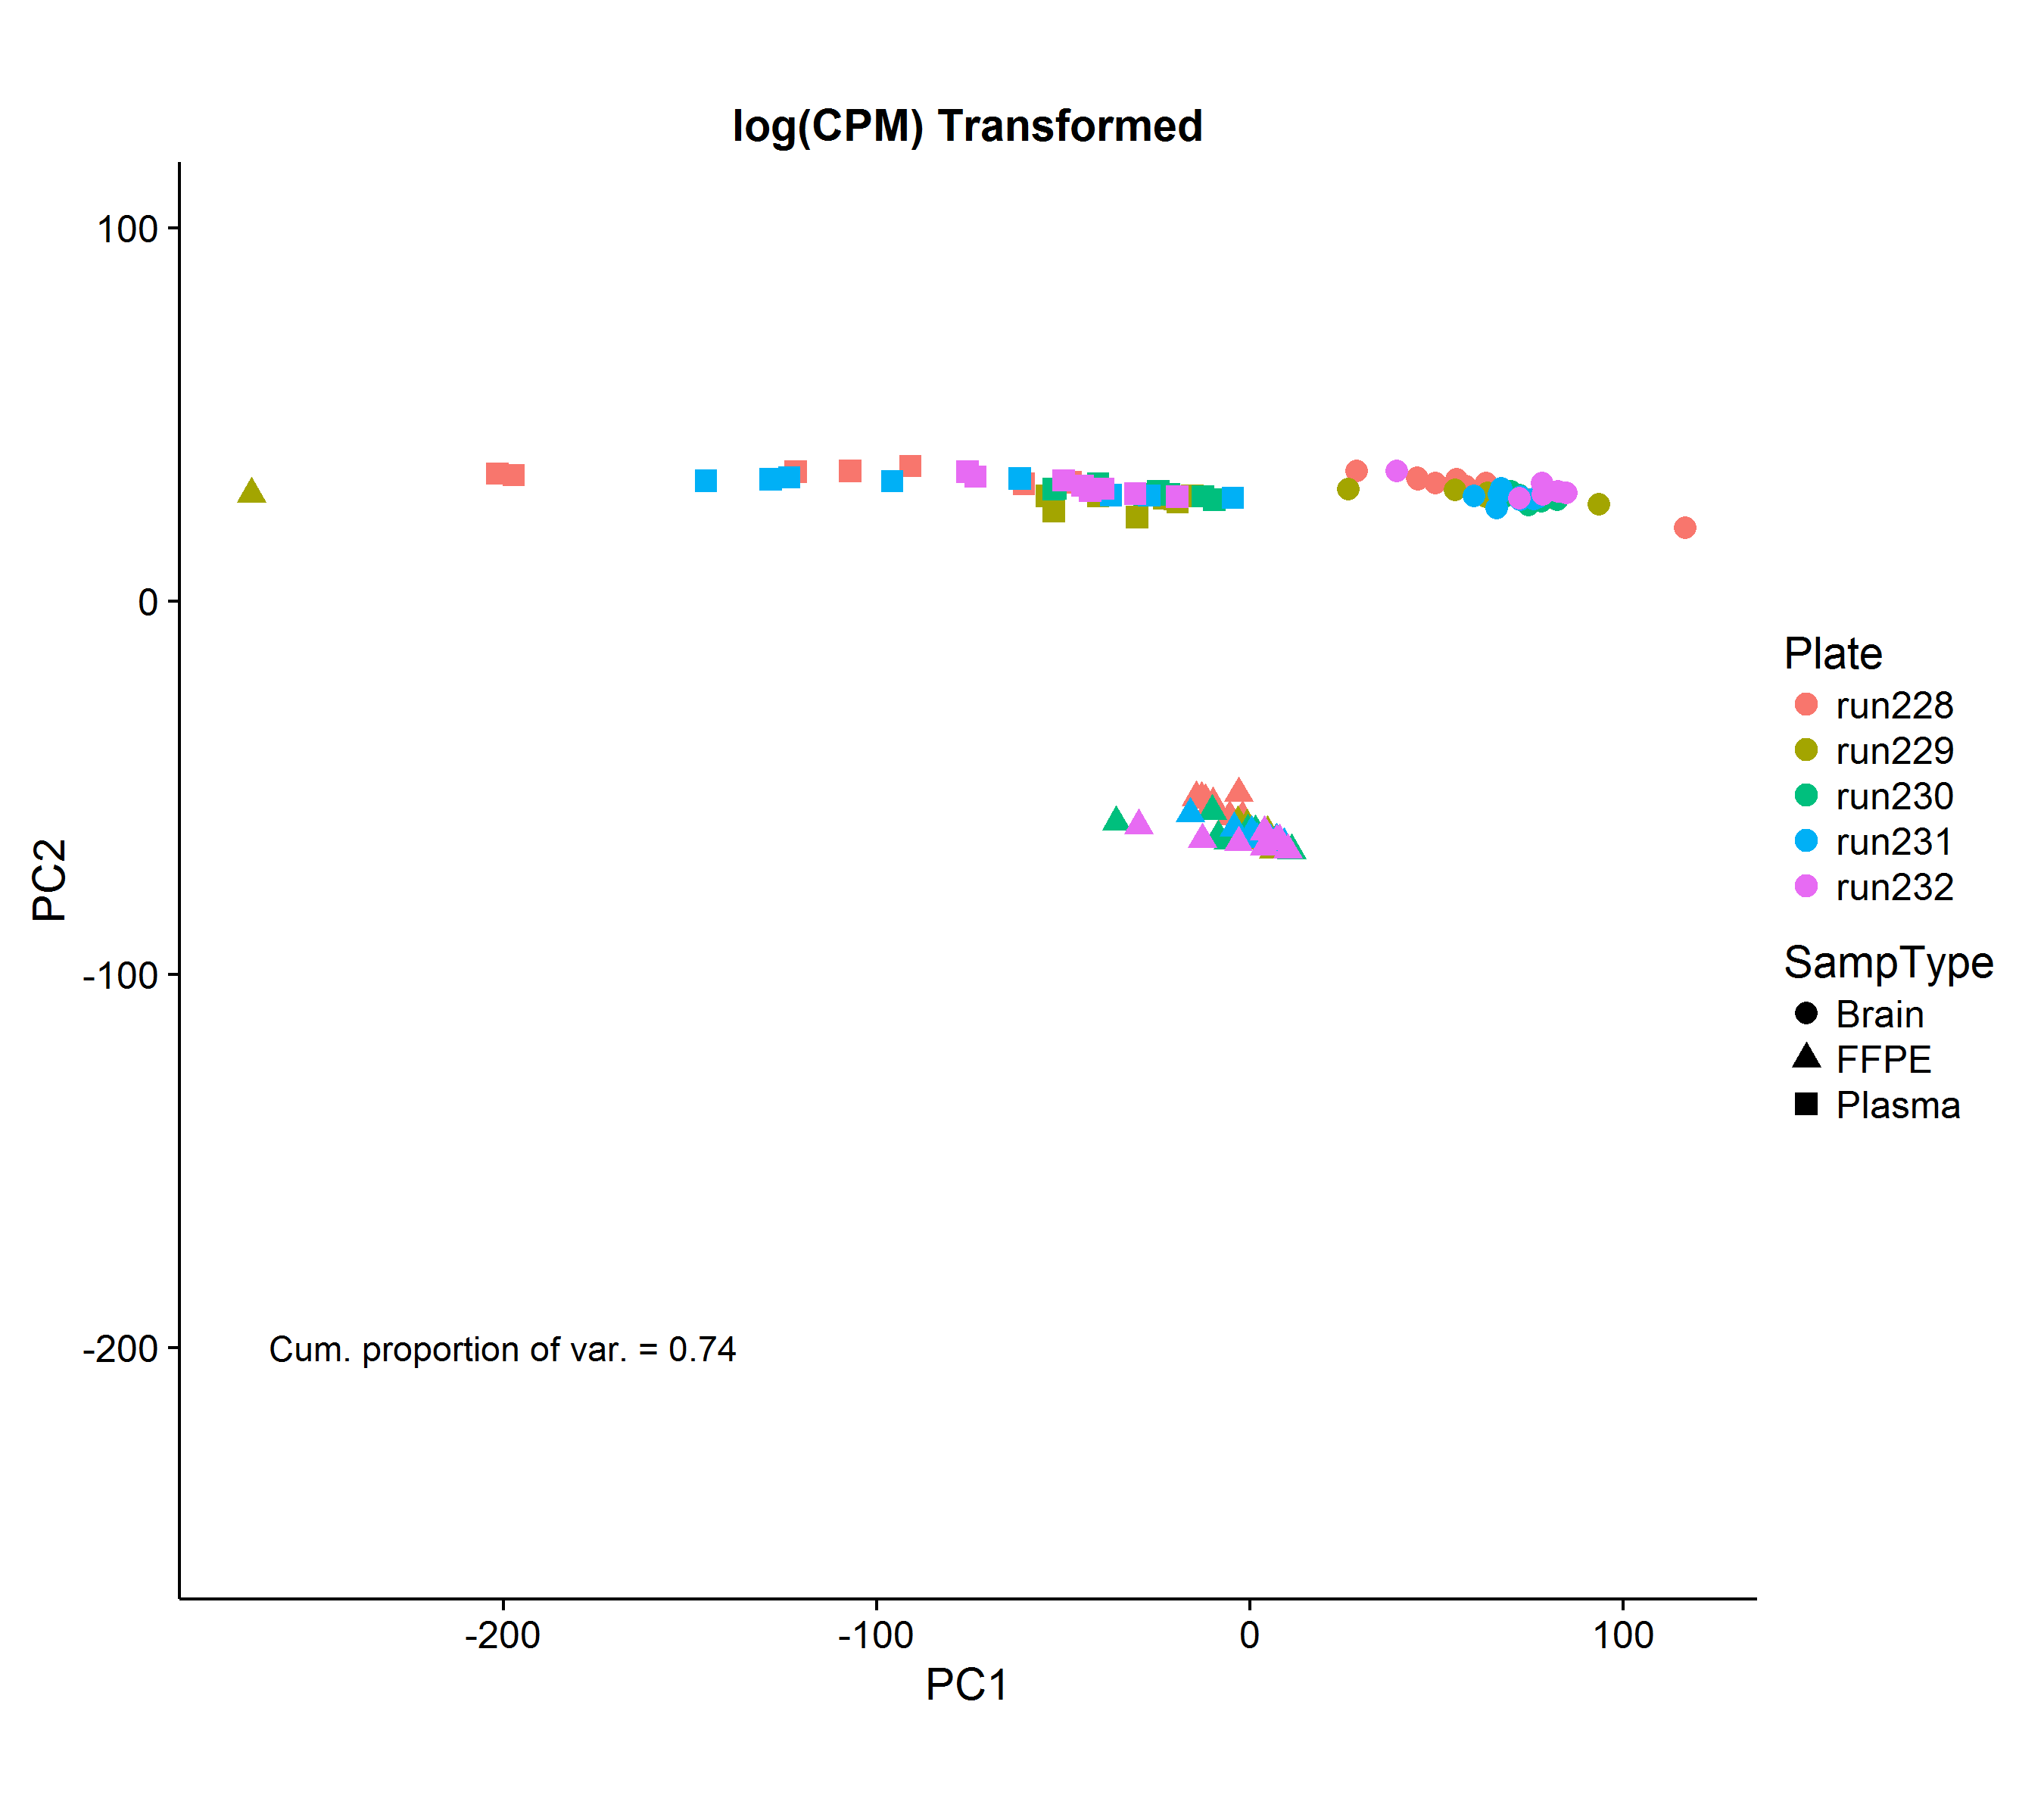 log(CPM) Transformed
100
0
-100
-200
PC2
Cum. proportion of var. = 0.74
-200
-100
0
100
PC1
Plate
run228
run229
run230
run231
run232
SampType
Brain
FFPE
Plasma